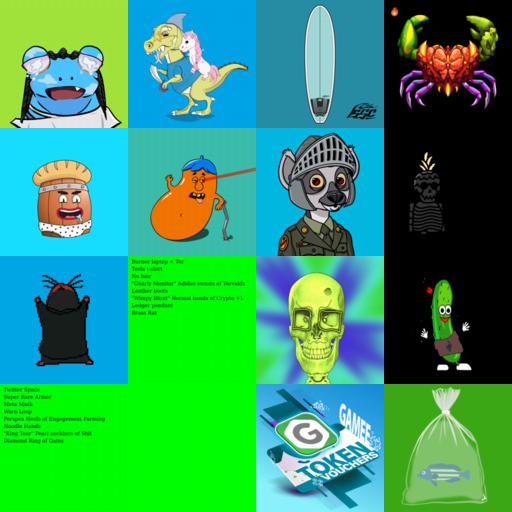 Burner laptop + Tor
Tesla t-shirt
No hair
"Gnarly Monitor" Adidas sweats of Torvalds
Leather boots
"Wimpy Blunt" Normal hands of Crypto +1
Ledger pendant
Brass Rat
Twitter Space
Super Rare Armor
Meta Mask
Worn Loop
Perspex Heels of Engagement Farming
Noodle Hands
"King Tear" Pearl necklace of Shit
Diamond Ring of Gains
G
GAMEE
TOKEN
VOUCHERS